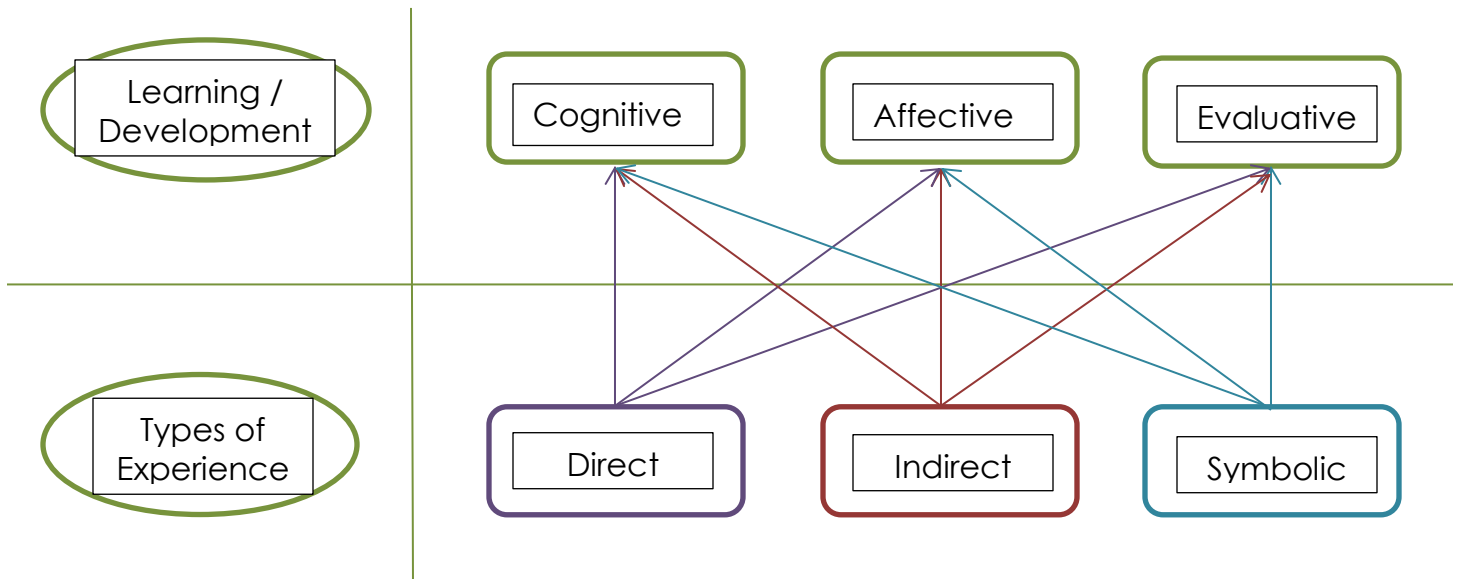 Learning /
Development
Cognitive
Affective
Evaluative
Types of
Experience
Direct
Indirect
Symbolic